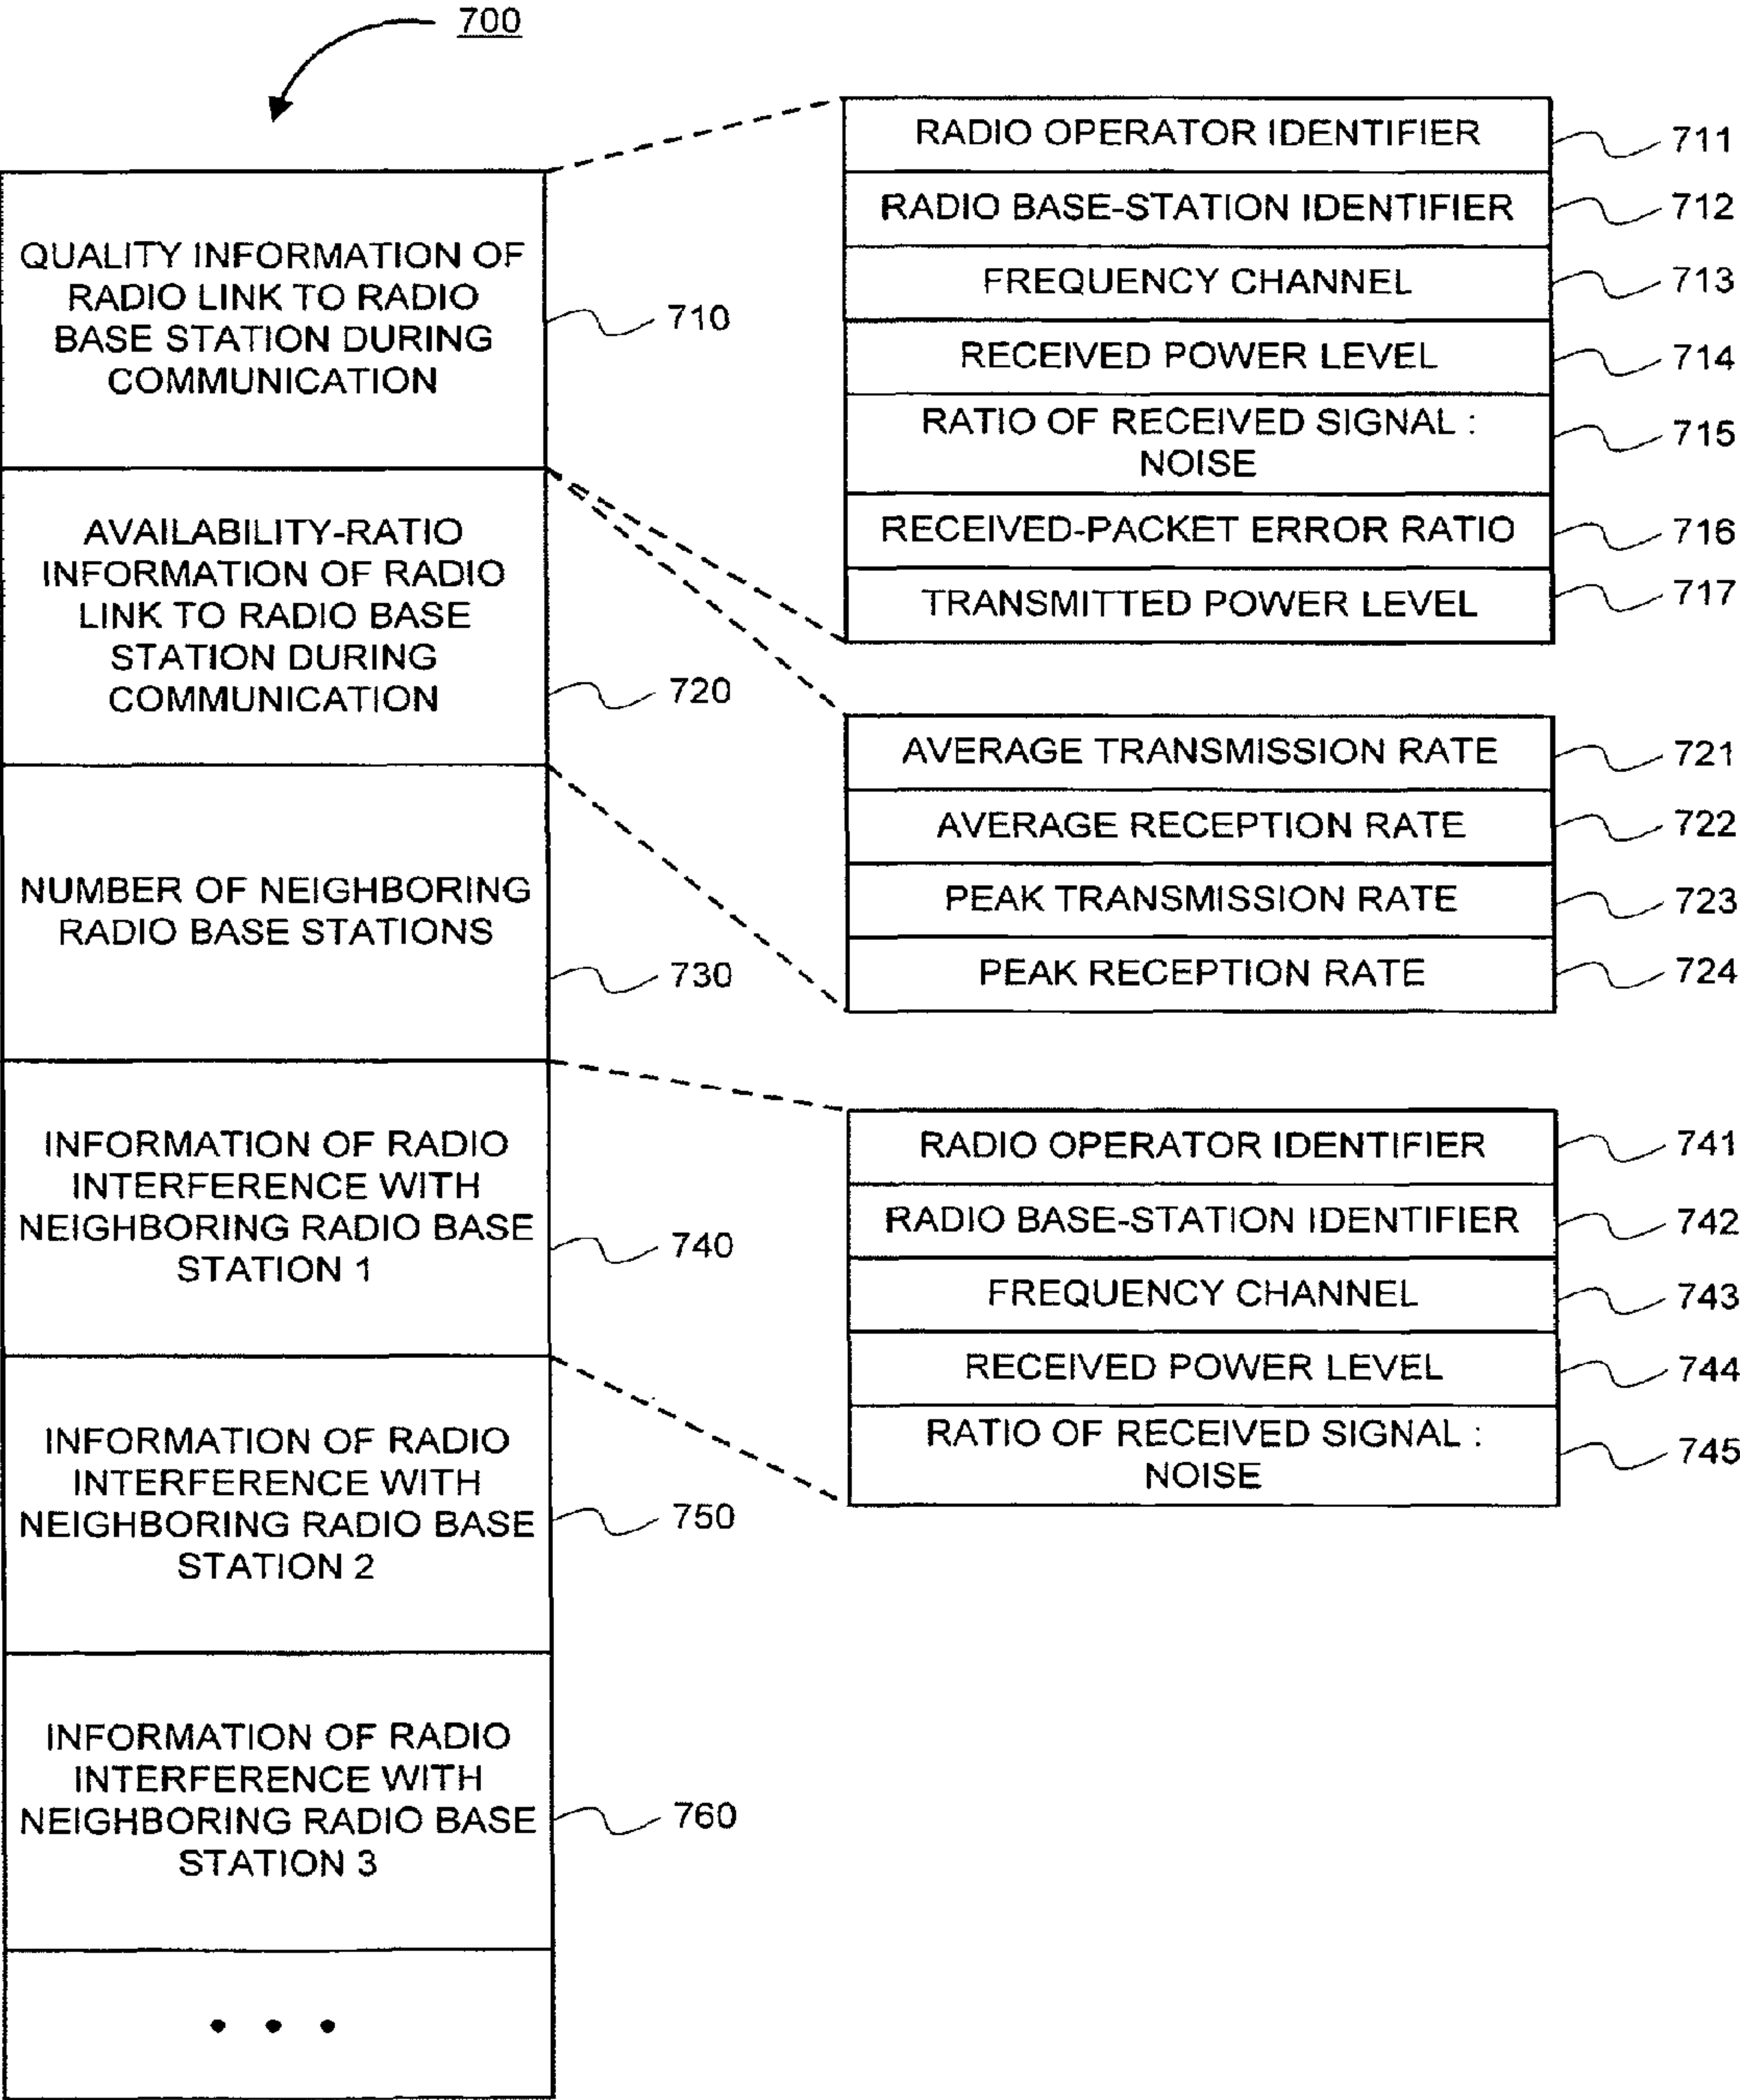 700
QUALITY INFORMATION OF
RADIO LINK TO RADIO
BASE STATION DURING
COMMUNICATION
710
AVAILABILITY-RATIO
INFORMATION OF RADIO
LINK TO RADIO BASE
STATION DURING
COMMUNICATION
720
NUMBER OF NEIGHBORING
RADIO BASE STATIONS
730
INFORMATION OF RADIO
INTERFERENCE WITH
NEIGHBORING RADIO BASE
STATION 1
740
INFORMATION OF RADIO
INTERFERENCE WITH
NEIGHBORING RADIO BASE
STATION 2
750
INFORMATION OF RADIO
INTERFERENCE WITH
NEIGHBORING RADIO BASE
STATION 3
760
• • •
RADIO OPERATOR IDENTIFIER
711
RADIO BASE-STATION IDENTIFIER
712
FREQUENCY CHANNEL
713
RECEIVED POWER LEVEL
714
RATIO OF RECEIVED SIGNAL :
NOISE
715
RECEIVED-PACKET ERROR RATIO
716
TRANSMITTED POWER LEVEL
717
AVERAGE TRANSMISSION RATE
721
AVERAGE RECEPTION RATE
722
PEAK TRANSMISSION RATE
723
PEAK RECEPTION RATE
724
RADIO OPERATOR IDENTIFIER
741
RADIO BASE-STATION IDENTIFIER
742
FREQUENCY CHANNEL
743
RECEIVED POWER LEVEL
744
RATIO OF RECEIVED SIGNAL :
NOISE
745